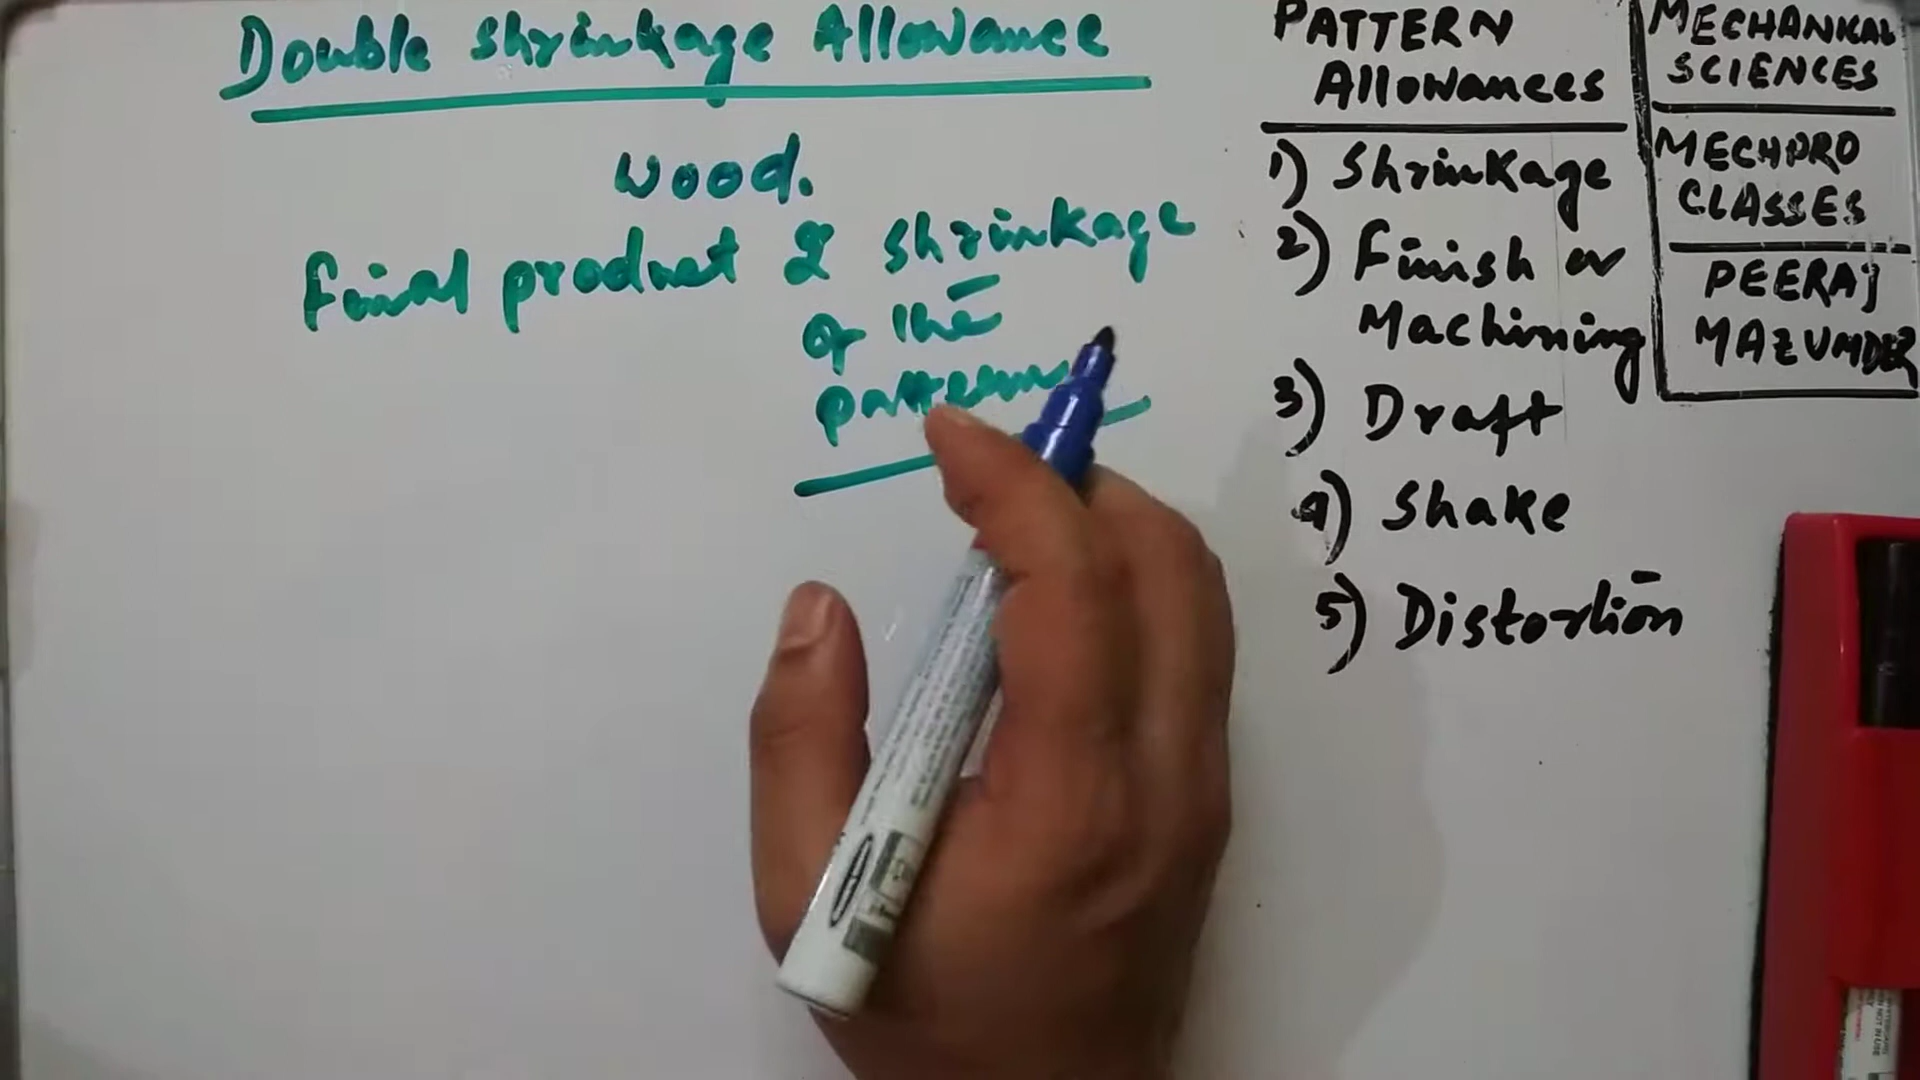 Double Shrinkage Allowance
Wood.
Final product & Shrinkage
of the
pattern
PATTERN
Allowances
1) Shrinkage
2) Finish or
Machining
3) Draft
4) Shake
5) Distortion
MECHANICAL
SCIENCES
MECHPRO
CLASSES
PEERAJ
MAZUMDER